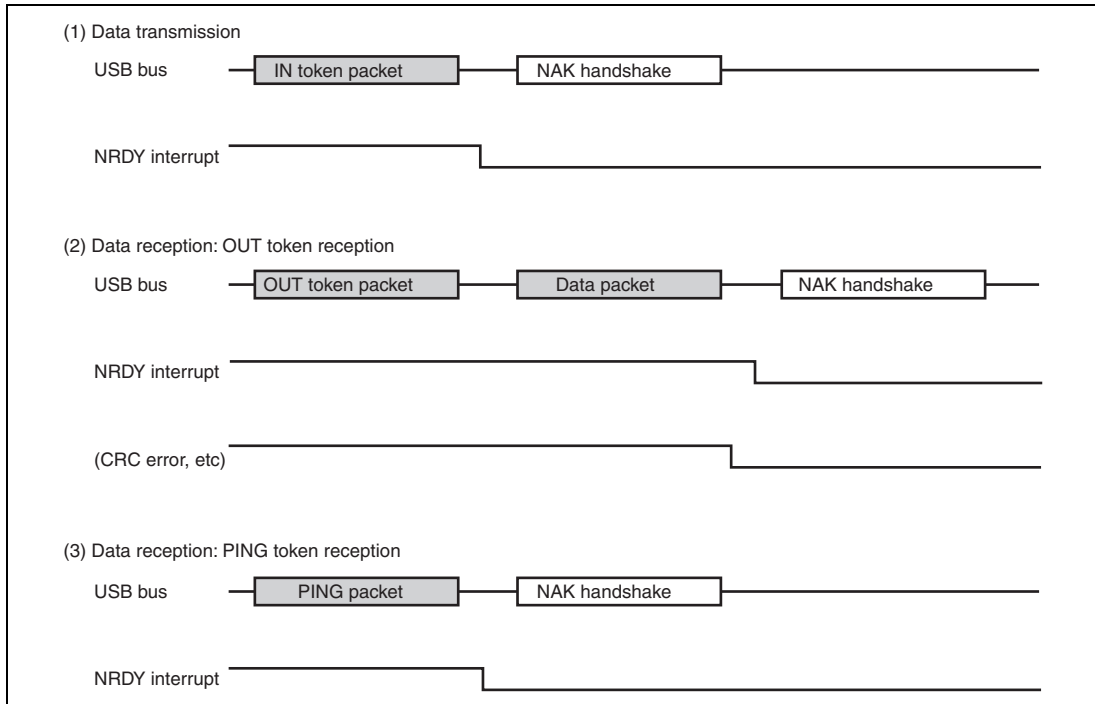 (1) Data transmission
USB bus IN token packet NAK handshake
NRDY interrupt
(2) Data reception: OUT token reception
USB bus OUT token packet Data packet NAK handshake
NRDY interrupt
(CRC error, etc)
(3) Data reception: PING token reception
USB bus PING packet NAK handshake
NRDY interrupt